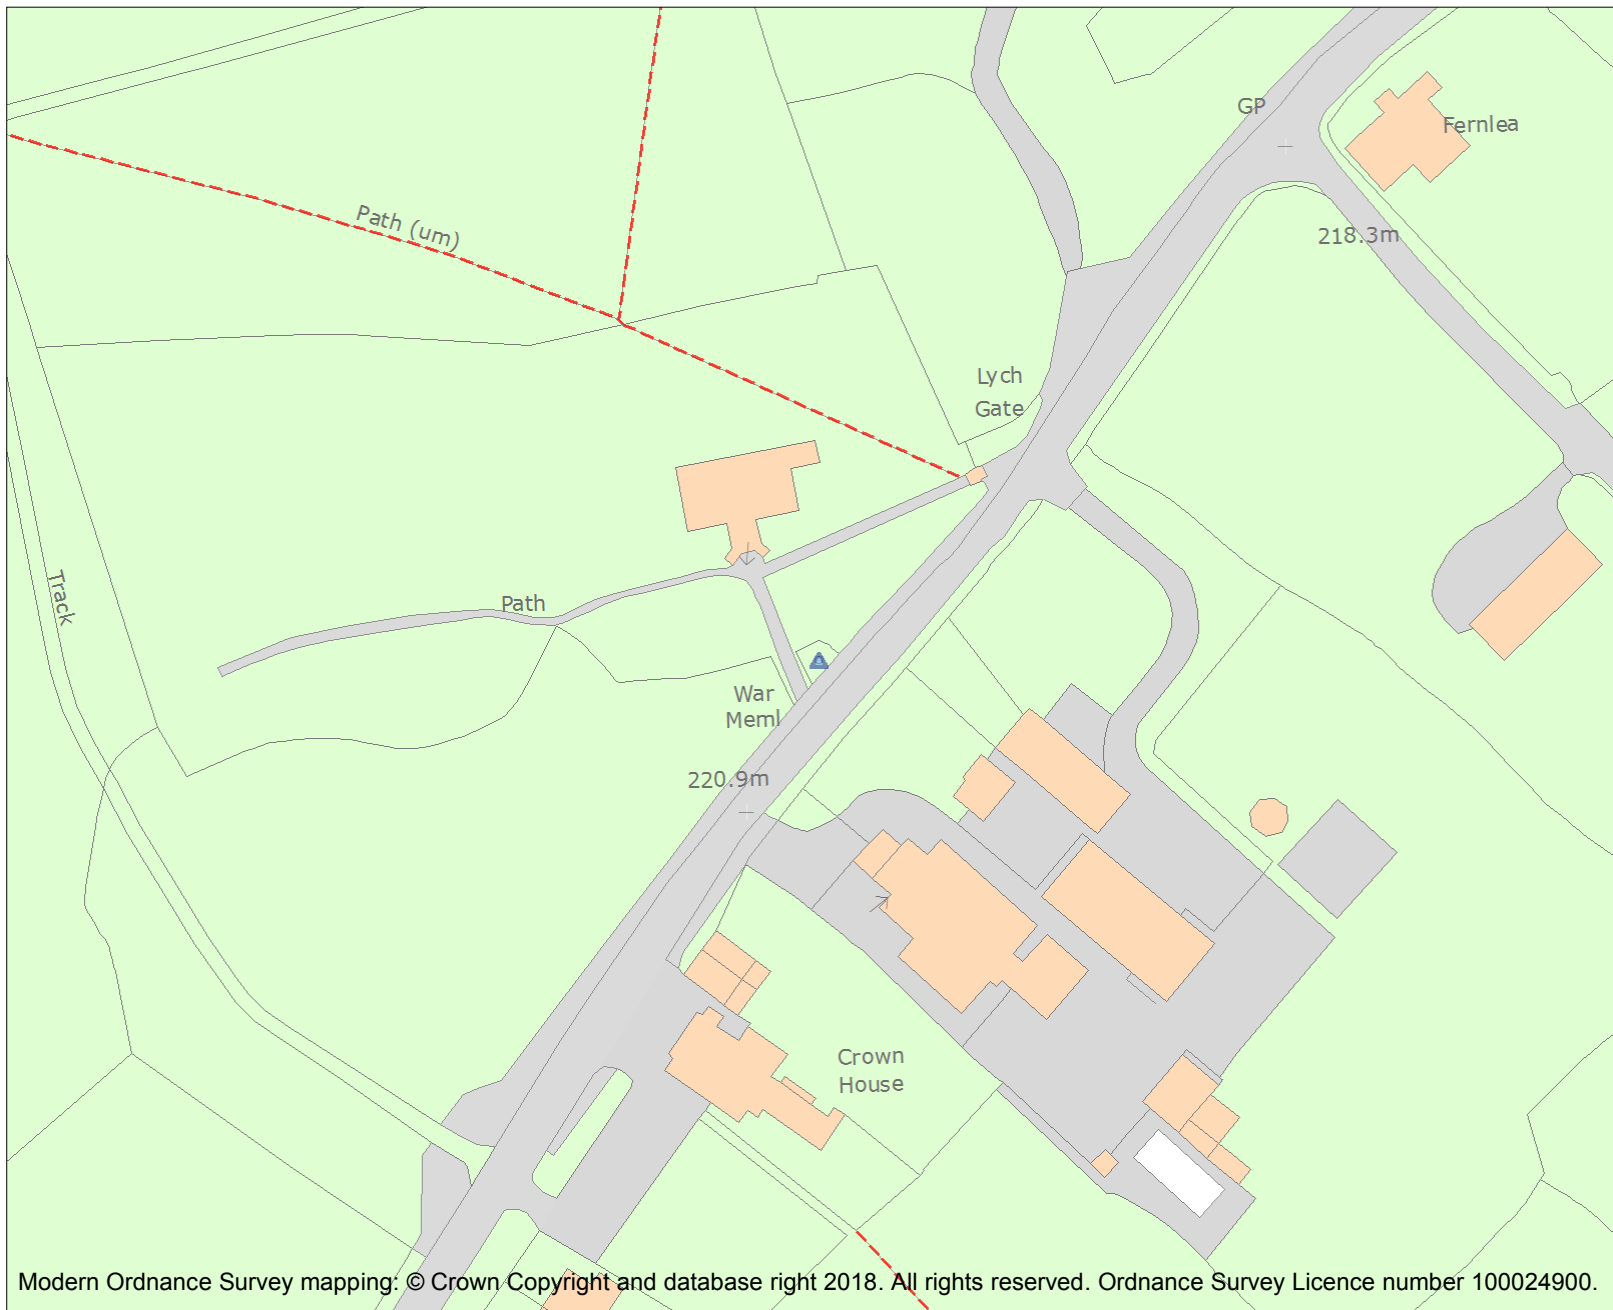 GP
Fernlea
Path (um)
218.3m
Lych
Gate
Track
Path
War
Meml
220.9m
Crown
House
Modern Ordnance Survey mapping: © Crown Copyright and database right 2018. All rights reserved. Ordnance Survey Licence number 100024900.